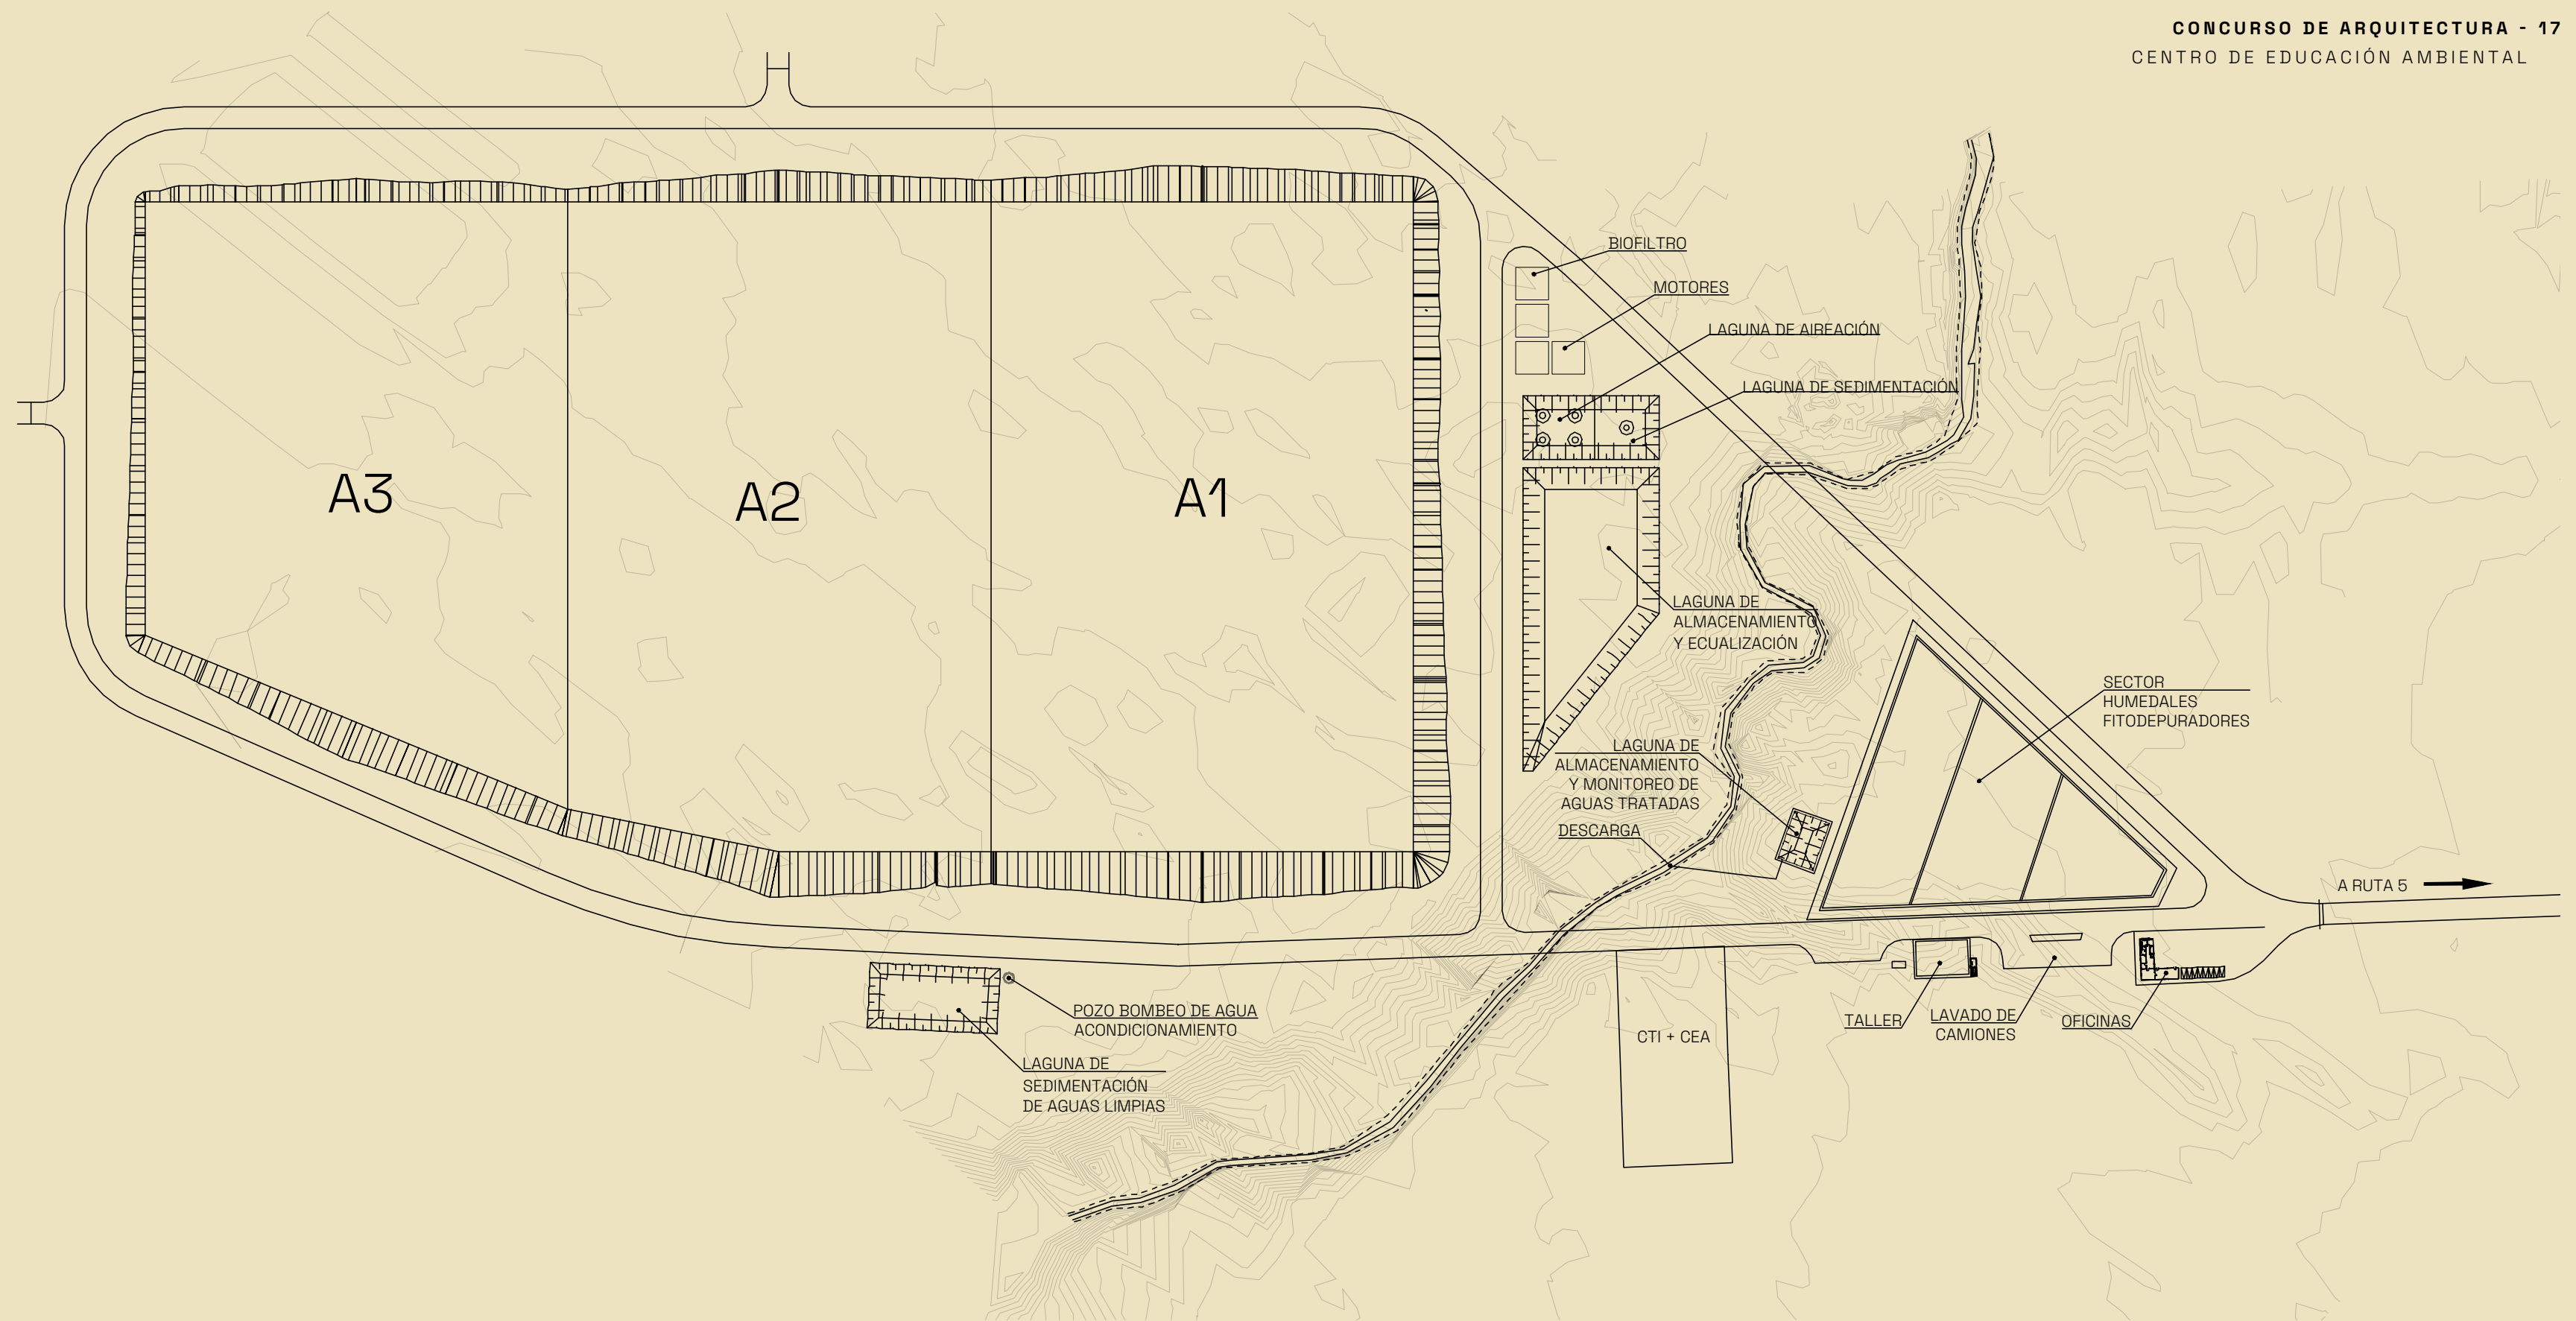 CONCURSO DE ARQUITECTURA - 17
CENTRO DE EDUCACIÓN AMBIENTAL
BIOFILTRO
MOTORES
LAGUNA DE AIREACIÓN
LAGUNA DE SEDIMENTACIÓN
A3
A2
A1
LAGUNA DE
ALMACENAMIENTO
Y ECUALIZACIÓN
SECTOR
HUMEDALES
FITODEPURADORES
LAGUNA DE
ALMACENAMIENTO
Y MONITOREO DE
AGUAS TRATADAS
DESCARGA
A RUTA 5
POZO BOMBEO DE AGUA
ACONDICIONAMIENTO
LAGUNA DE
SEDIMENTACIÓN
DE AGUAS LIMPIAS
CTI + CEA
TALLER
LAVADO DE
CAMIONES
OFICINAS